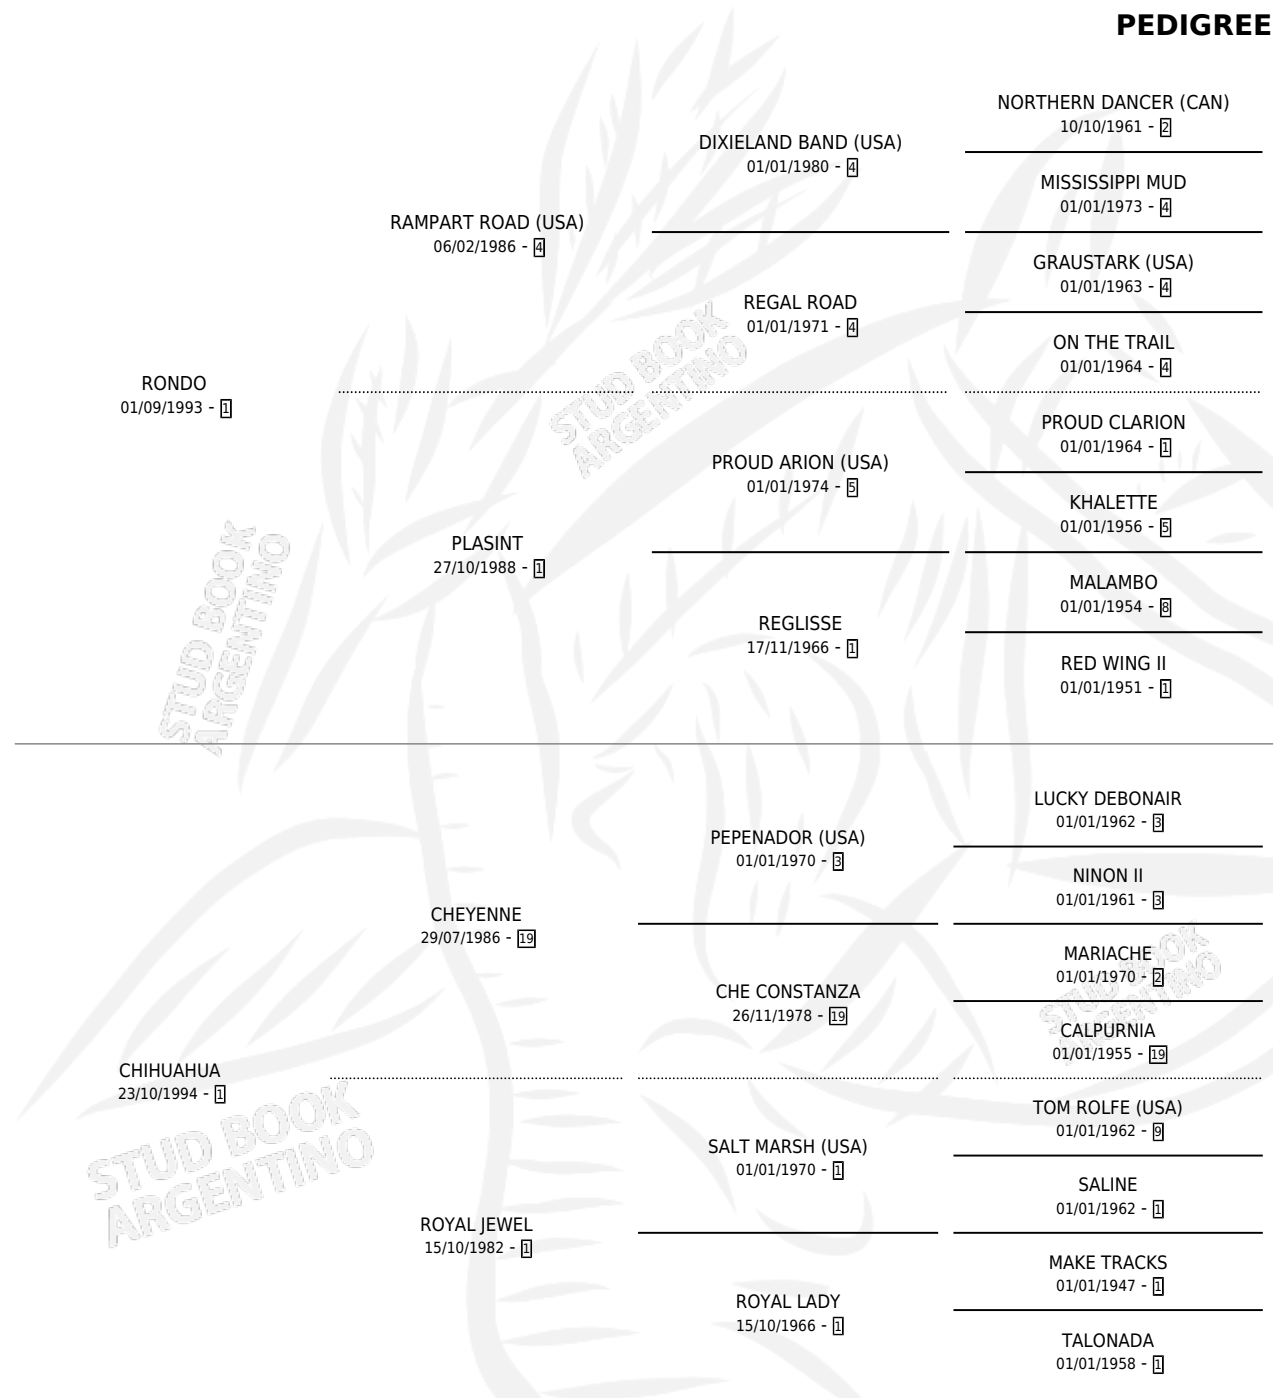 PEDIGREE
NORTHERN DANCER (CAN)
10/10/1961 - 2
DIXIELAND BAND (USA)
01/01/1980 - 4
MISSISSIPPI MUD
01/01/1973 - 4
RAMPART ROAD (USA)
06/02/1986 - 4
GRAUSTARK (USA)
01/01/1963 - 4
REGAL ROAD
01/01/1971 - 4
ON THE TRAIL
01/01/1964 - 4
RONDO
01/09/1993 - 1
STUD BOOK
ARGENTINO
PROUD CLARION
01/01/1964 - 1
PROUD ARION (USA)
01/01/1974 - 5
KHALETTE
01/01/1956 - 5
PLASINT
27/10/1988 - 1
MALAMBO
01/01/1954 - 8
REGLISSE
17/11/1966 - 1
RED WING II
01/01/1951 - 1
STUD BOOK
ARGENTINO
LUCKY DEBONAIR
01/01/1962 - 3
PEPENADOR (USA)
01/01/1970 - 3
NINON II
01/01/1961 - 3
CHEYENNE
29/07/1986 - 19
MARIACHE
01/01/1970 - 2
CHE CONSTANZA
26/11/1978 - 19
CALPURNIA
01/01/1955 - 19
STUD BOOK
ARGENTINO
CHIHUAHUA
23/10/1994 - 1
TOM ROLFE (USA)
01/01/1962 - 9
SALT MARSH (USA)
01/01/1970 - 1
SALINE
01/01/1962 - 1
STUD BOOK
ARGENTINO
ROYAL JEWEL
15/10/1982 - 1
MAKE TRACKS
01/01/1947 - 1
ROYAL LADY
15/10/1966 - 1
TALONADA
01/01/1958 - 1